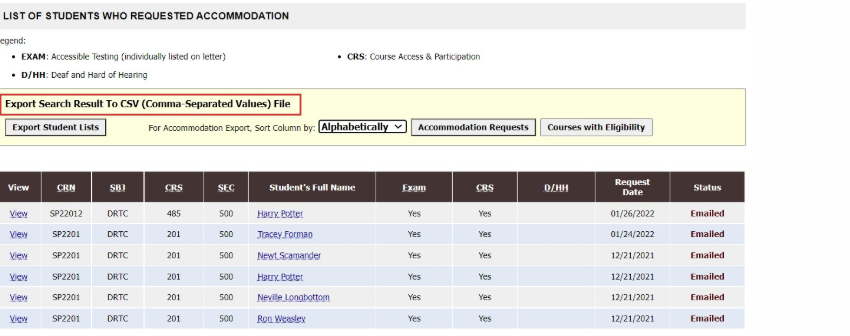 LIST OF STUDENTS WHO REQUESTED ACCOMMODATION
egend:
• EXAM: Accessible Testing (individually listed on letter) • CRS: Course Access & Participation
• D/HH: Deaf and Hard of Hearing
Export Search Result To CSV (Comma-Separated Values) File
Export Student Lists For Accommodation Export, Sort Column by: Alphabetically Accommodation Requests Courses with Eligibility
View CRN SBJ CRS SEC Student's Full Name Exam CRS D/HH Request Date Status
View SP22012 DRTC 485 500 Harry Potter Yes Yes 01/26/2022 Emailed
View SP2201 DRTC 201 500 Tracey Forman Yes Yes 01/24/2022 Emailed
View SP2201 DRTC 201 500 Newt Scamander Yes Yes 12/21/2021 Emailed
View SP2201 DRTC 201 500 Harry Potter Yes Yes 12/21/2021 Emailed
View SP2201 DRTC 201 500 Neville Longbottom Yes Yes 12/21/2021 Emailed
View SP2201 DRTC 201 500 Ron Weasley Yes Yes 12/21/2021 Emailed